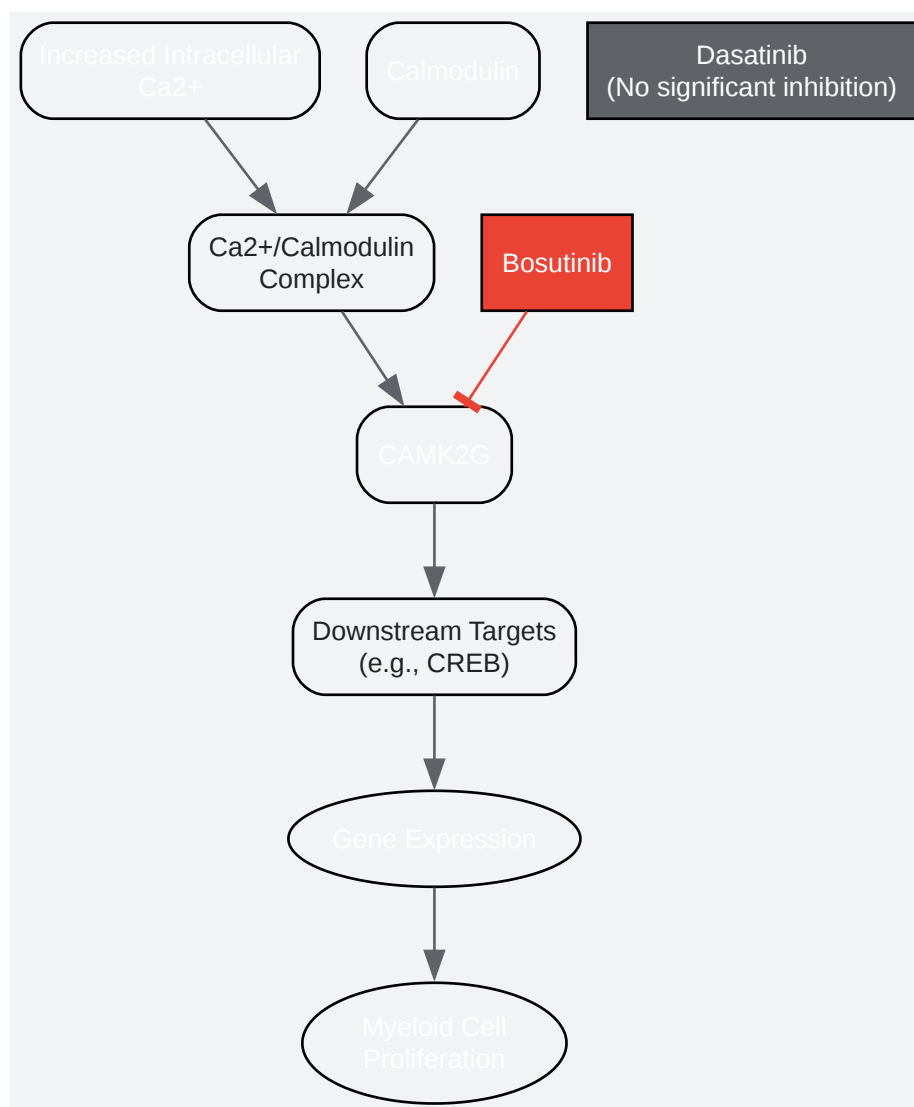 Increased Intracellular
Ca2+
Calmodulin
Dasatinib
(No significant inhibition)
Ca2+/Calmodulin
Complex
Bosutinib
CAMK2G
Downstream Targets
(e.g., CREB)
Gene Expression
Myeloid Cell
Proliferation